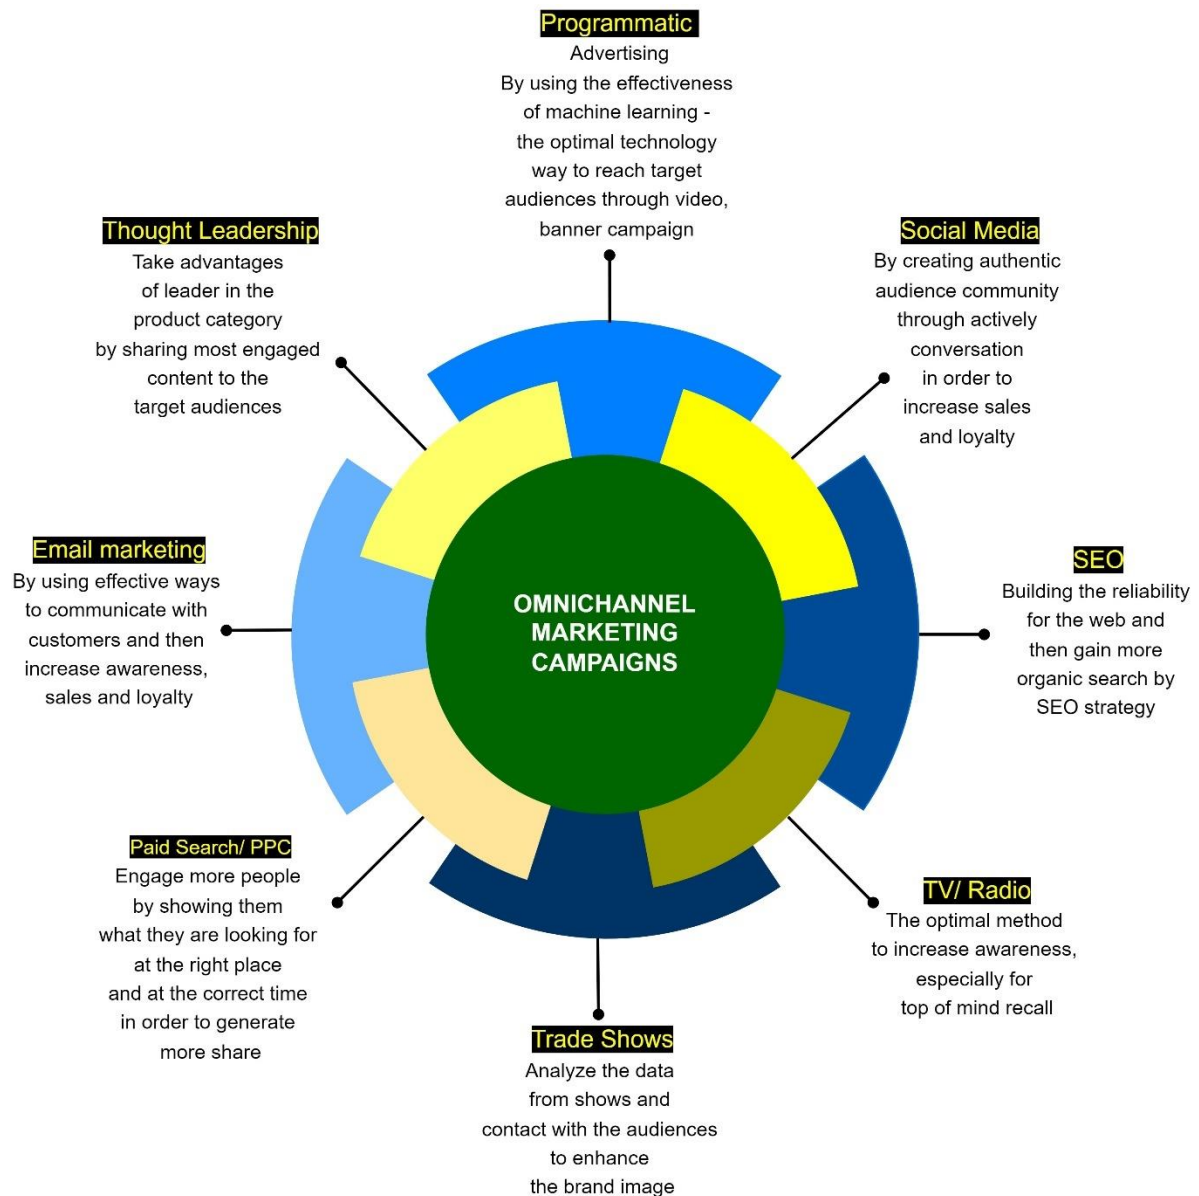 Programmatic
Advertising
By using the effectiveness
of machine learning -
the optimal technology
way to reach target
audiences through video,
banner campaign
Thought Leadership
Take advantages
of leader in the
product category
by sharing most engaged
content to the
target audiences
Social Media
By creating authentic
audience community
through actively
conversation
in order to
increase sales
and loyalty
Email marketing
By using effective ways
to communicate with
customers and then
increase awareness,
sales and loyalty
OMNICHANNEL
MARKETING
CAMPAIGNS
SEO
Building the reliability
for the web and
then gain more
organic search by
SEO strategy
Paid Search/ PPC
Engage more people
by showing them
what they are looking for
at the right place
and at the correct time
in order to generate
more share
TV/ Radio
The optimal method
to increase awareness,
especially for
top of mind recall
Trade Shows
Analyze the data
from shows and
contact with the audiences
to enhance
the brand image